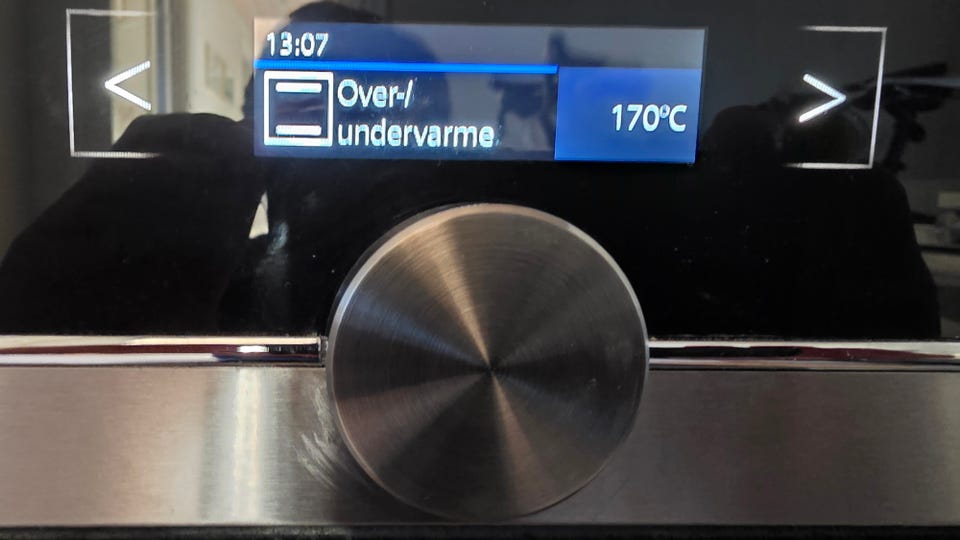 13:07
Over-/
undervarme
170°C
<
>